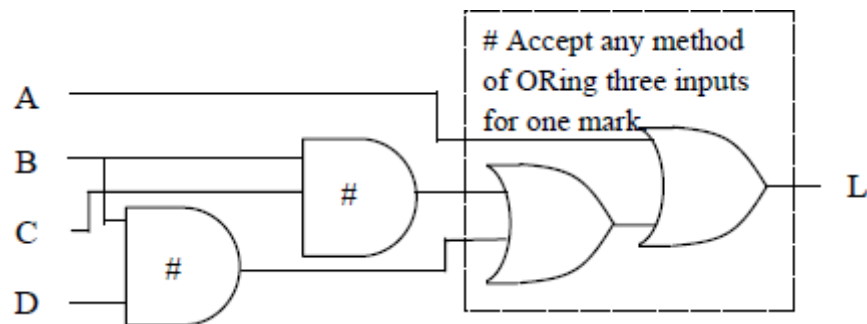 # Accept any method
of ORing three inputs
for one mark
A
B
#
L
C
#
D